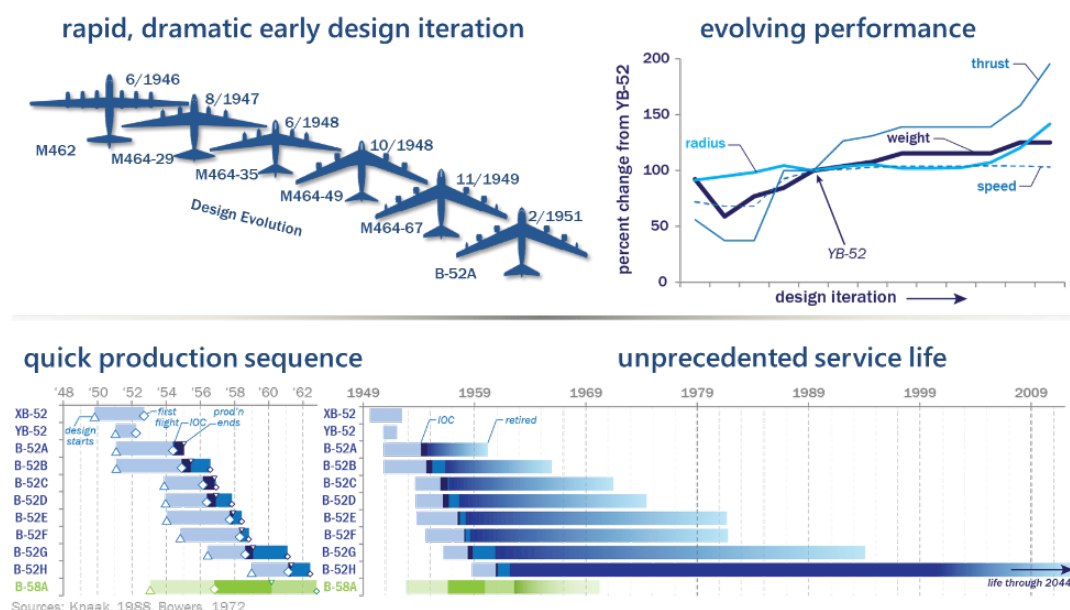 rapid, dramatic early design iteration
6/1946
8/1947
6/1948
10/1948
11/1949
2/1951
M462
M464-29
M464-35
M464-49
M464-67
B-52A
Design Evolution
evolving performance
percent change from YB-52
200
150
100
50
0
thrust
weight
radius
speed
YB-52
design iteration
quick production sequence
'48 '50 '52 '54 '56 '58 '60 '62
XB-52
YB-52
B-52A
B-52B
B-52C
B-52D
B-52E
B-52F
B-52G
B-52H
B-58A
design
starts
first
flight
IOC
prod'n
ends
unprecedented service life
1949 1959 1969 1979 1989 1999 2009
XB-52
YB-52
B-52A
B-52B
B-52C
B-52D
B-52E
B-52F
B-52G
B-52H
B-58A
IOC
retired
life through 2044
Sources: Knaak, 1988, Bowers, 1972